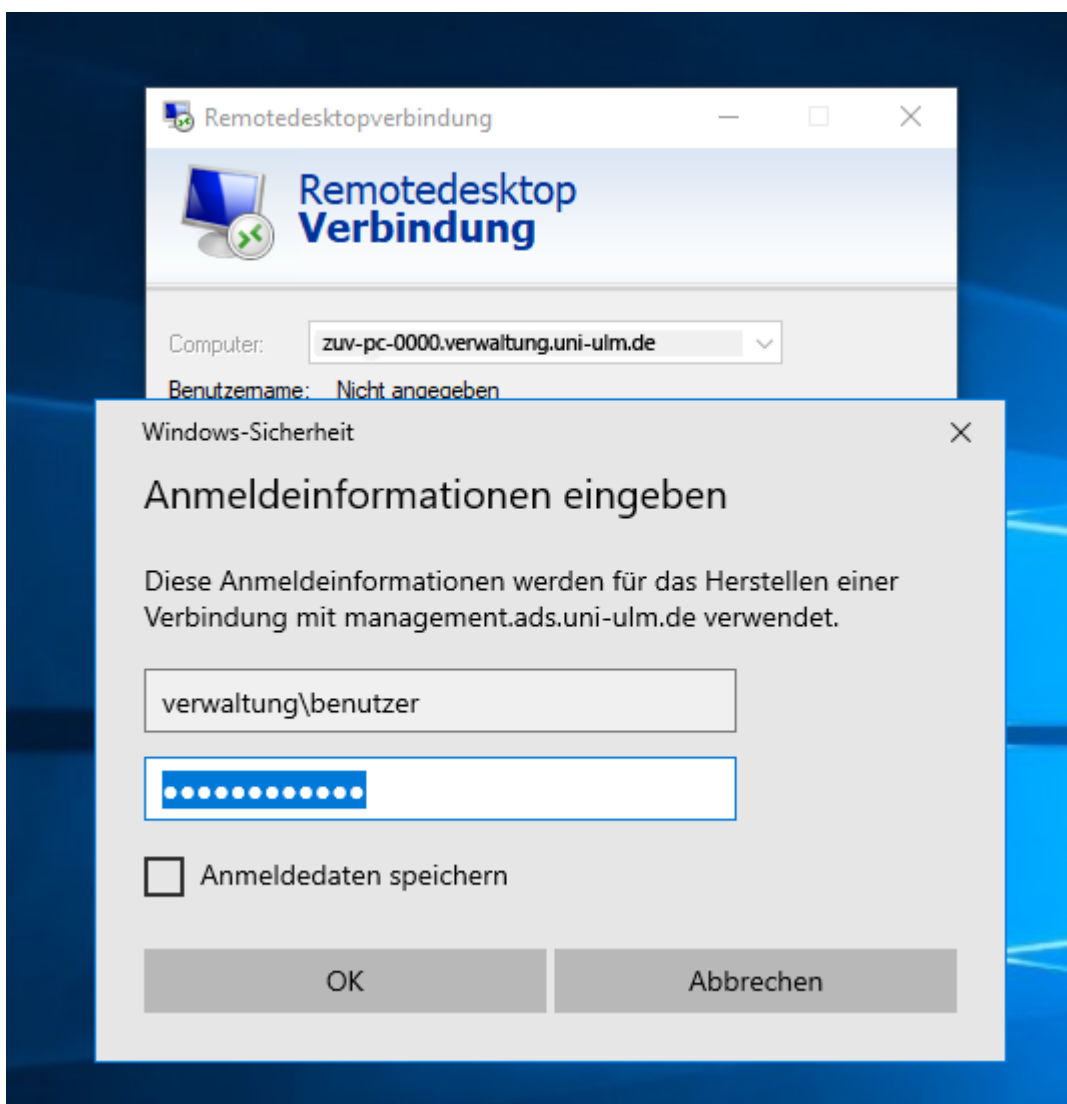 Remotedesktopverbindung
Remotedesktop
Verbindung
Computer: zuv-pc-0000.verwaltung.uni-ulm.de
Benutzername: Nicht angegeben
Windows-Sicherheit
Anmeldeinformationen eingeben
Diese Anmeldeinformationen werden für das Herstellen einer
Verbindung mit management.ads.uni-ulm.de verwendet.
verwaltung\benutzer
●●●●●●●●●●●●
Anmeldedaten speichern
OK Abbrechen